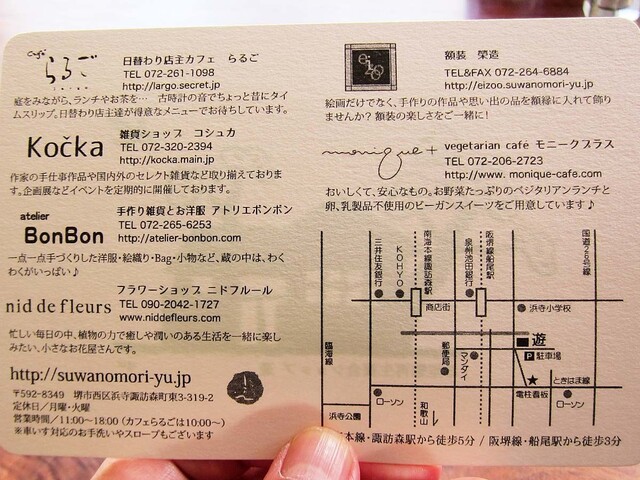 Café
らるご
日替わり店主カフェ らるご
TEL 072-261-1098
http://largo.secret.jp
庭をみながら、ランチやお茶を… 古時計の音でちょっと昔にタイ
ムスリップ。日替わり店主達が得意なメニューでお待ちしています。
Kočka
雑貨ショップ コシュカ
TEL 072-320-2394
http://kocka.main.jp
作家の手仕事作品や国内外のセレクト雑貨など取り揃えておりま
す。企画展などイベントを定期的に開催しております。
atelier
BonBon
手作り雑貨とお洋服 アトリエボンボン
TEL 072-265-6253
http://atelier-bonbon.com
一点一点手づくりした洋服・絵織り・Bag・小物など、蔵の中は、わく
わくがいっぱい♪
nid de fleurs
フラワーショップ ニドフルール
TEL 090-2042-1727
www.niddefleurs.com
忙しい毎日の中、植物の力で癒しや潤いのある生活を一緒に楽し
みたい、小さなお花屋さんです。
http://suwanomori-yu.jp
〒592-8349 堺市西区浜寺諏訪森町東3-319-2
定休日/月曜・火曜
営業時間/11:00〜18:00(カフェらるごは10:00〜)
※車いす対応のお手洗いやスロープもございます
eizo
額装 榮造
TEL&FAX 072-264-6884
http://eizoo.suwanomori-yu.jp
絵画だけでなく、手作りの作品や思い出の品を額縁に入れて飾り
ませんか? 額装の楽しさをご一緒に!
monique +
vegetarian café モニークプラス
TEL 072-206-2723
http://www. monique-cafe.com
おいしくて、安心なもの。お野菜たっぷりのベジタリアンランチと
卵、乳製品不使用のビーガンスイーツをご用意しています♪
三井住友銀行
KOHYO
南海本線諏訪森駅
泉州池田銀行
阪堺線船尾駅
国道26号線
商店街
浜寺小学校
臨海線
郵便局
マンダイ
遊
P 駐車場
ときはま線
電柱看板
ローソン
ローソン
和歌山
浜寺公園
本線・諏訪森駅から徒歩5分 / 阪堺線・船尾駅から徒歩3分